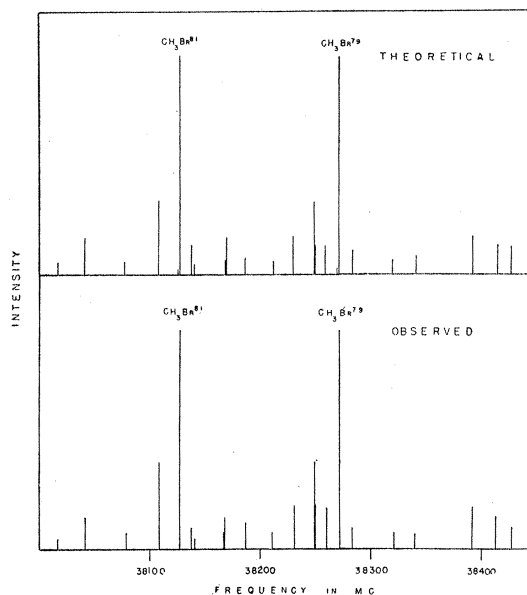 CH₃Br⁸¹ CH₃Br⁷⁹
THEORETICAL
INTENSITY
CH₃Br⁸¹ CH₃Br⁷⁹
OBSERVED
38100 38200 38300 38400
FREQUENCY IN MC